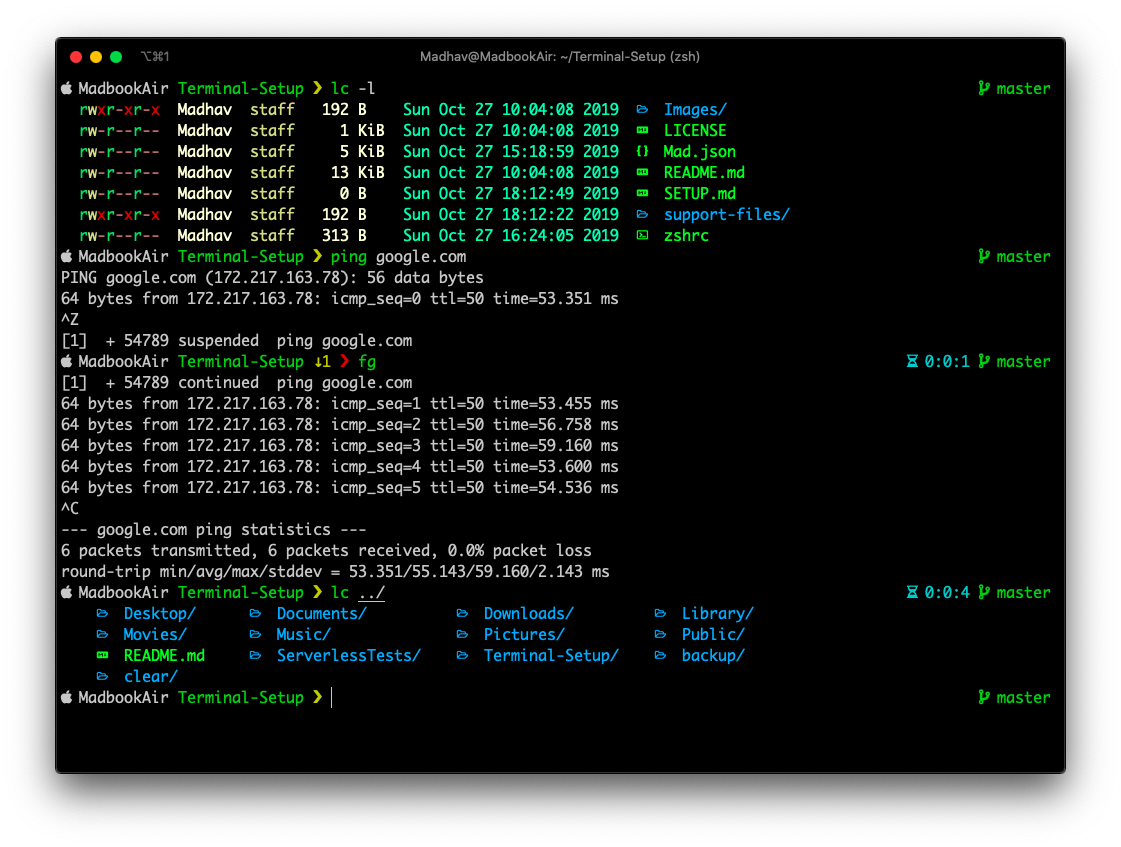 ⌥⌘1 Madhav@MadbookAir: ~/Terminal-Setup (zsh)
MadbookAir Terminal-Setup ❯ lc -l master
rwxr-xr-x Madhav staff 192 B Sun Oct 27 10:04:08 2019 Images/
rw-r--r-- Madhav staff 1 KiB Sun Oct 27 10:04:08 2019 LICENSE
rw-r--r-- Madhav staff 5 KiB Sun Oct 27 15:18:59 2019 {} Mad.json
rw-r--r-- Madhav staff 13 KiB Sun Oct 27 10:04:08 2019 README.md
rw-r--r-- Madhav staff 0 B Sun Oct 27 18:12:49 2019 SETUP.md
rwxr-xr-x Madhav staff 192 B Sun Oct 27 18:12:22 2019 support-files/
rw-r--r-- Madhav staff 313 B Sun Oct 27 16:24:05 2019 zshrc
MadbookAir Terminal-Setup ❯ ping google.com master
PING google.com (172.217.163.78): 56 data bytes
64 bytes from 172.217.163.78: icmp_seq=0 ttl=50 time=53.351 ms
^Z
[1]  + 54789 suspended  ping google.com
MadbookAir Terminal-Setup ↓1 ❯ fg 0:0:1 master
[1]  + 54789 continued  ping google.com
64 bytes from 172.217.163.78: icmp_seq=1 ttl=50 time=53.455 ms
64 bytes from 172.217.163.78: icmp_seq=2 ttl=50 time=56.758 ms
64 bytes from 172.217.163.78: icmp_seq=3 ttl=50 time=59.160 ms
64 bytes from 172.217.163.78: icmp_seq=4 ttl=50 time=53.600 ms
64 bytes from 172.217.163.78: icmp_seq=5 ttl=50 time=54.536 ms
^C
--- google.com ping statistics ---
6 packets transmitted, 6 packets received, 0.0% packet loss
round-trip min/avg/max/stddev = 53.351/55.143/59.160/2.143 ms
MadbookAir Terminal-Setup ❯ lc ../ 0:0:4 master
Desktop/ Documents/ Downloads/ Library/
Movies/ Music/ Pictures/ Public/
README.md ServerlessTests/ Terminal-Setup/ backup/
clear/
MadbookAir Terminal-Setup ❯ master